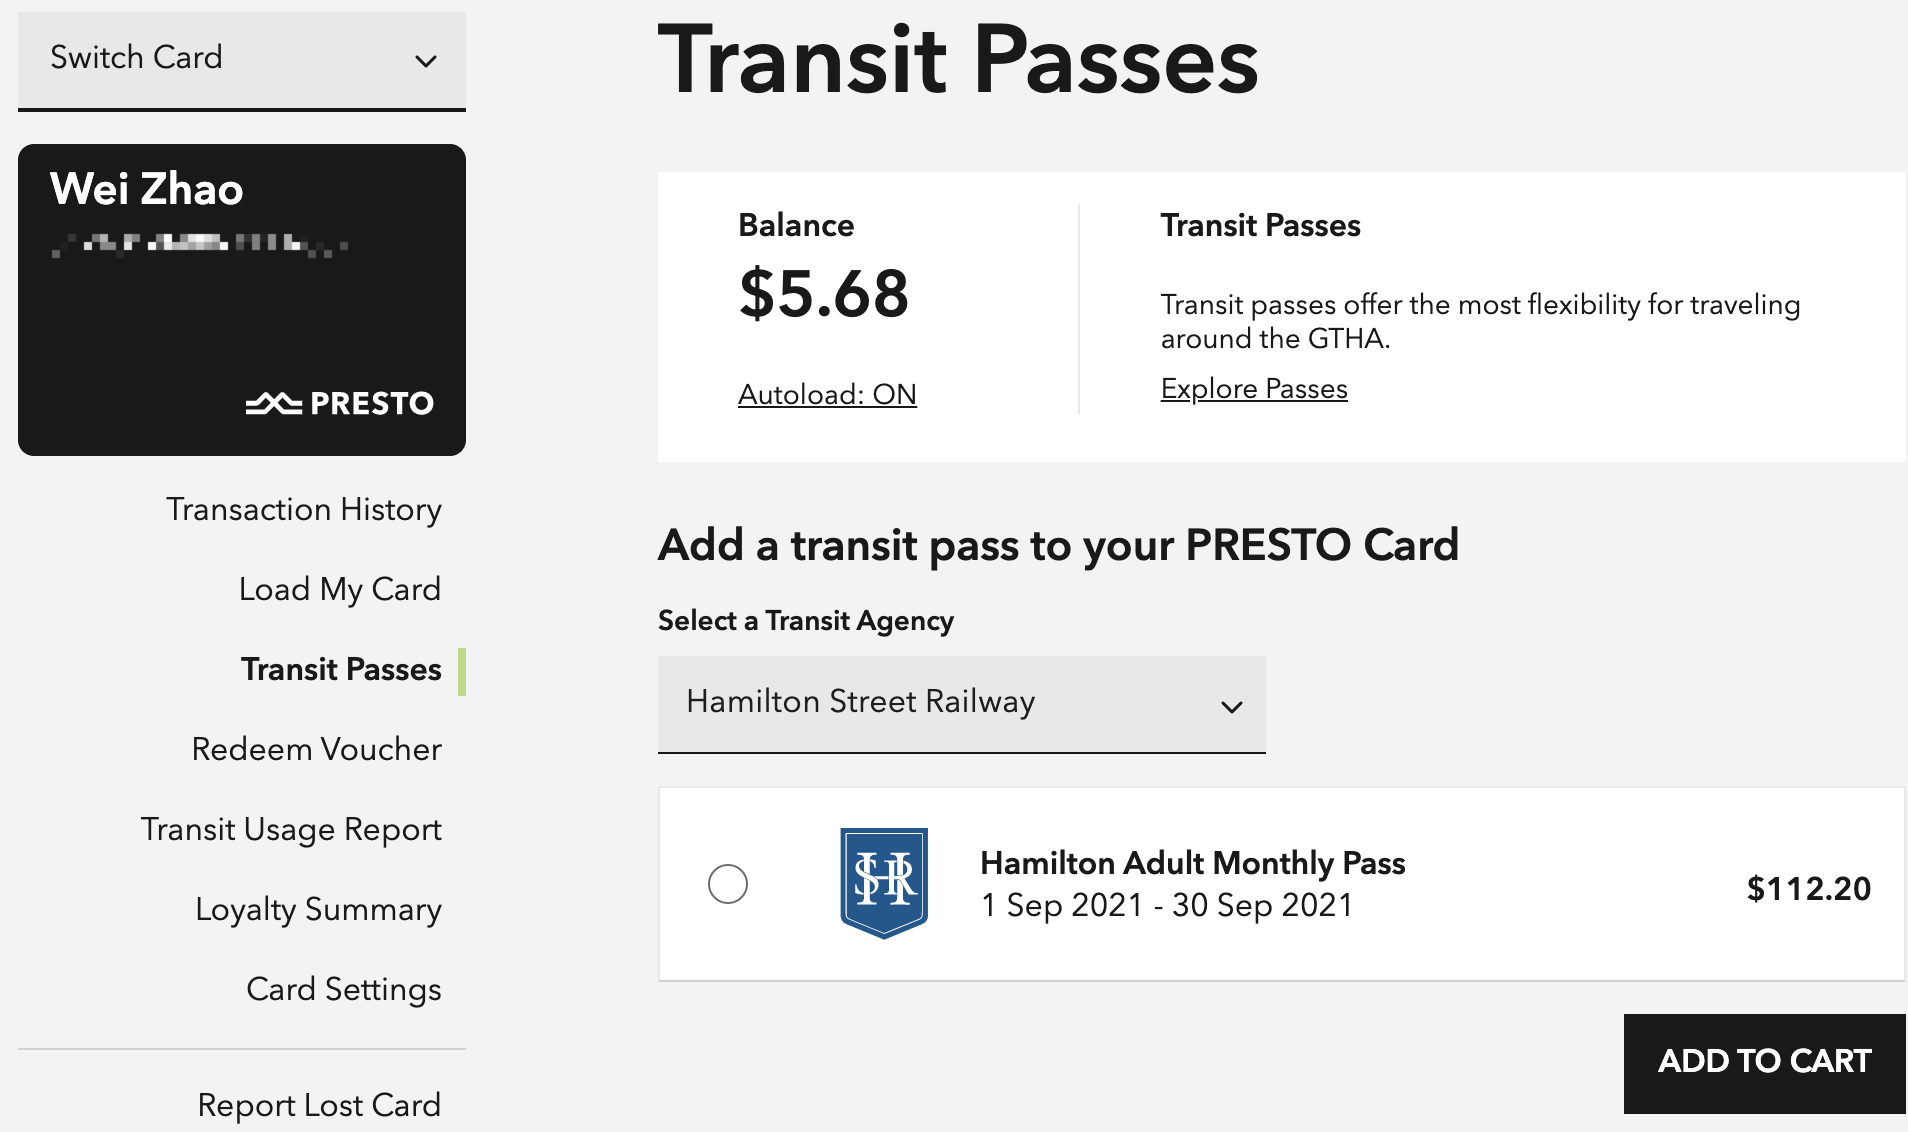 Switch Card
Wei Zhao
PRESTO
Transaction History
Load My Card
Transit Passes
Redeem Voucher
Transit Usage Report
Loyalty Summary
Card Settings
Report Lost Card
Transit Passes
Balance
$5.68
Autoload: ON
Transit Passes
Transit passes offer the most flexibility for traveling
around the GTHA.
Explore Passes
Add a transit pass to your PRESTO Card
Select a Transit Agency
Hamilton Street Railway
HSR
Hamilton Adult Monthly Pass
1 Sep 2021 - 30 Sep 2021
$112.20
ADD TO CART